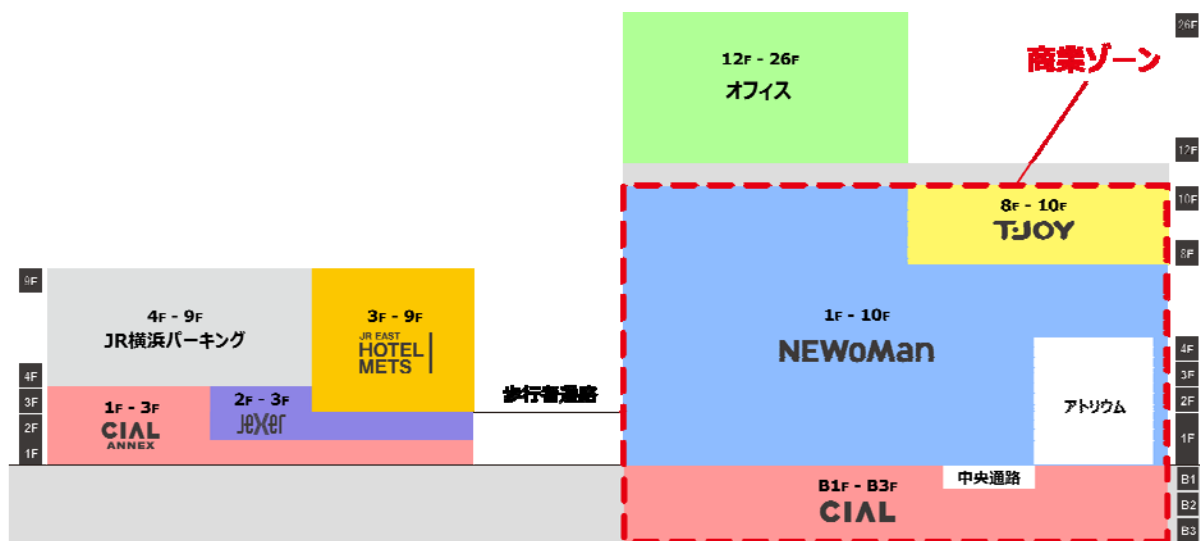 26F
12F - 26F
オフィス
商業ゾーン
12F
10F
8F - 10F
T・JOY
8F
9F
4F - 9F
JR横浜パーキング
3F - 9F
JR EAST
HOTEL
METS
1F - 10F
NEWoMan
4F
3F
2F
1F
アトリウム
歩行者通路
4F
3F
2F
1F
1F - 3F
CIAL
ANNEX
2F - 3F
Jexer
中央通路
B1F - B3F
CIAL
B1
B2
B3